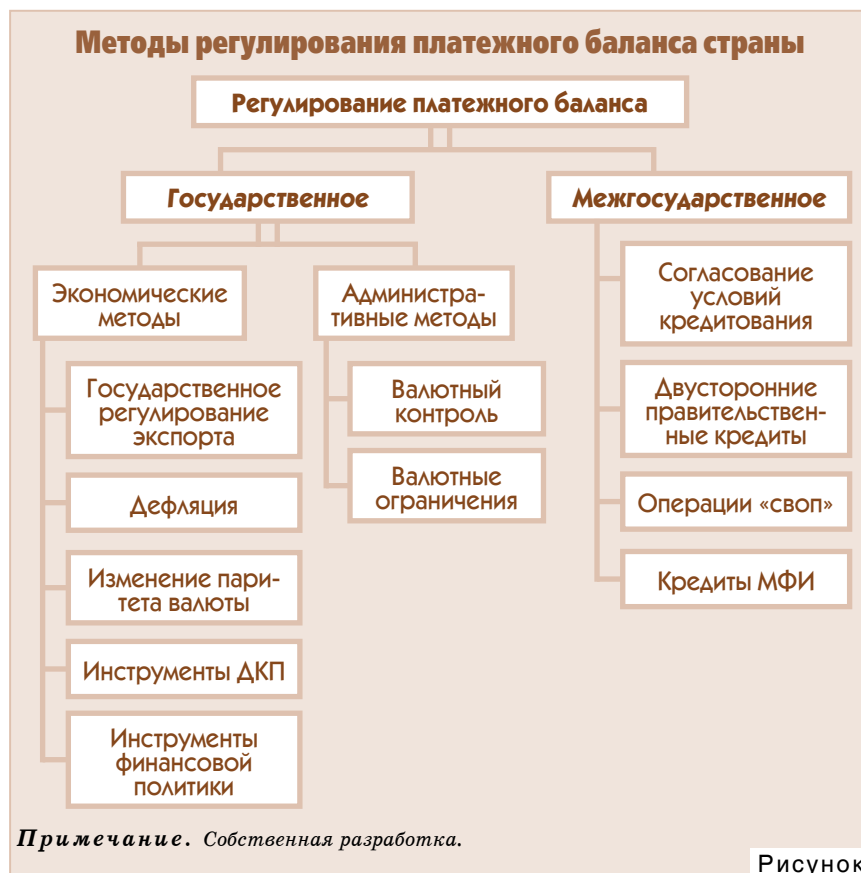 Методы регулирования платежного баланса страны
Регулирование платежного баланса
Государственное
Межгосударственное
Экономические
методы
Администра-
тивные методы
Государственное
регулирование
экспорта
Дефляция
Изменение пари-
тета валюты
Инструменты ДКП
Инструменты
финансовой
политики
Валютный
контроль
Валютные
ограничения
Согласование
условий
кредитования
Двусторонние
правительствен-
ные кредиты
Операции «своп»
Кредиты МФИ
Примечание. Собственная разработка.
Рисунок